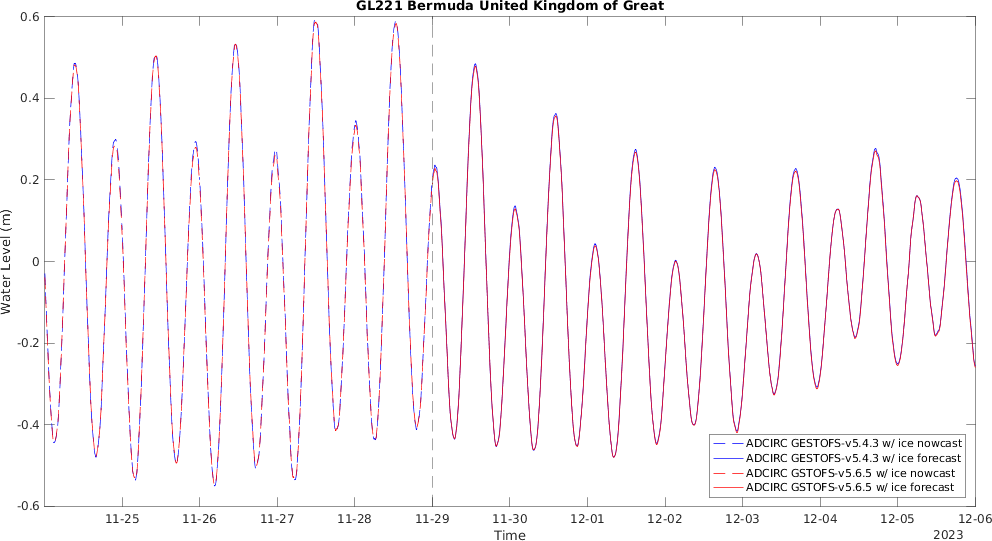 GL221 Bermuda United Kingdom of Great
0.6
0.4
0.2
0
-0.2
-0.4
-0.6
Water Level (m)
11-25 11-26 11-27 11-28 11-29 11-30 12-01 12-02 12-03 12-04 12-05 12-06
Time
2023
ADCIRC GESTOFS-v5.4.3 w/ ice nowcast
ADCIRC GESTOFS-v5.4.3 w/ ice forecast
ADCIRC GSTOFS-v5.6.5 w/ ice nowcast
ADCIRC GSTOFS-v5.6.5 w/ ice forecast